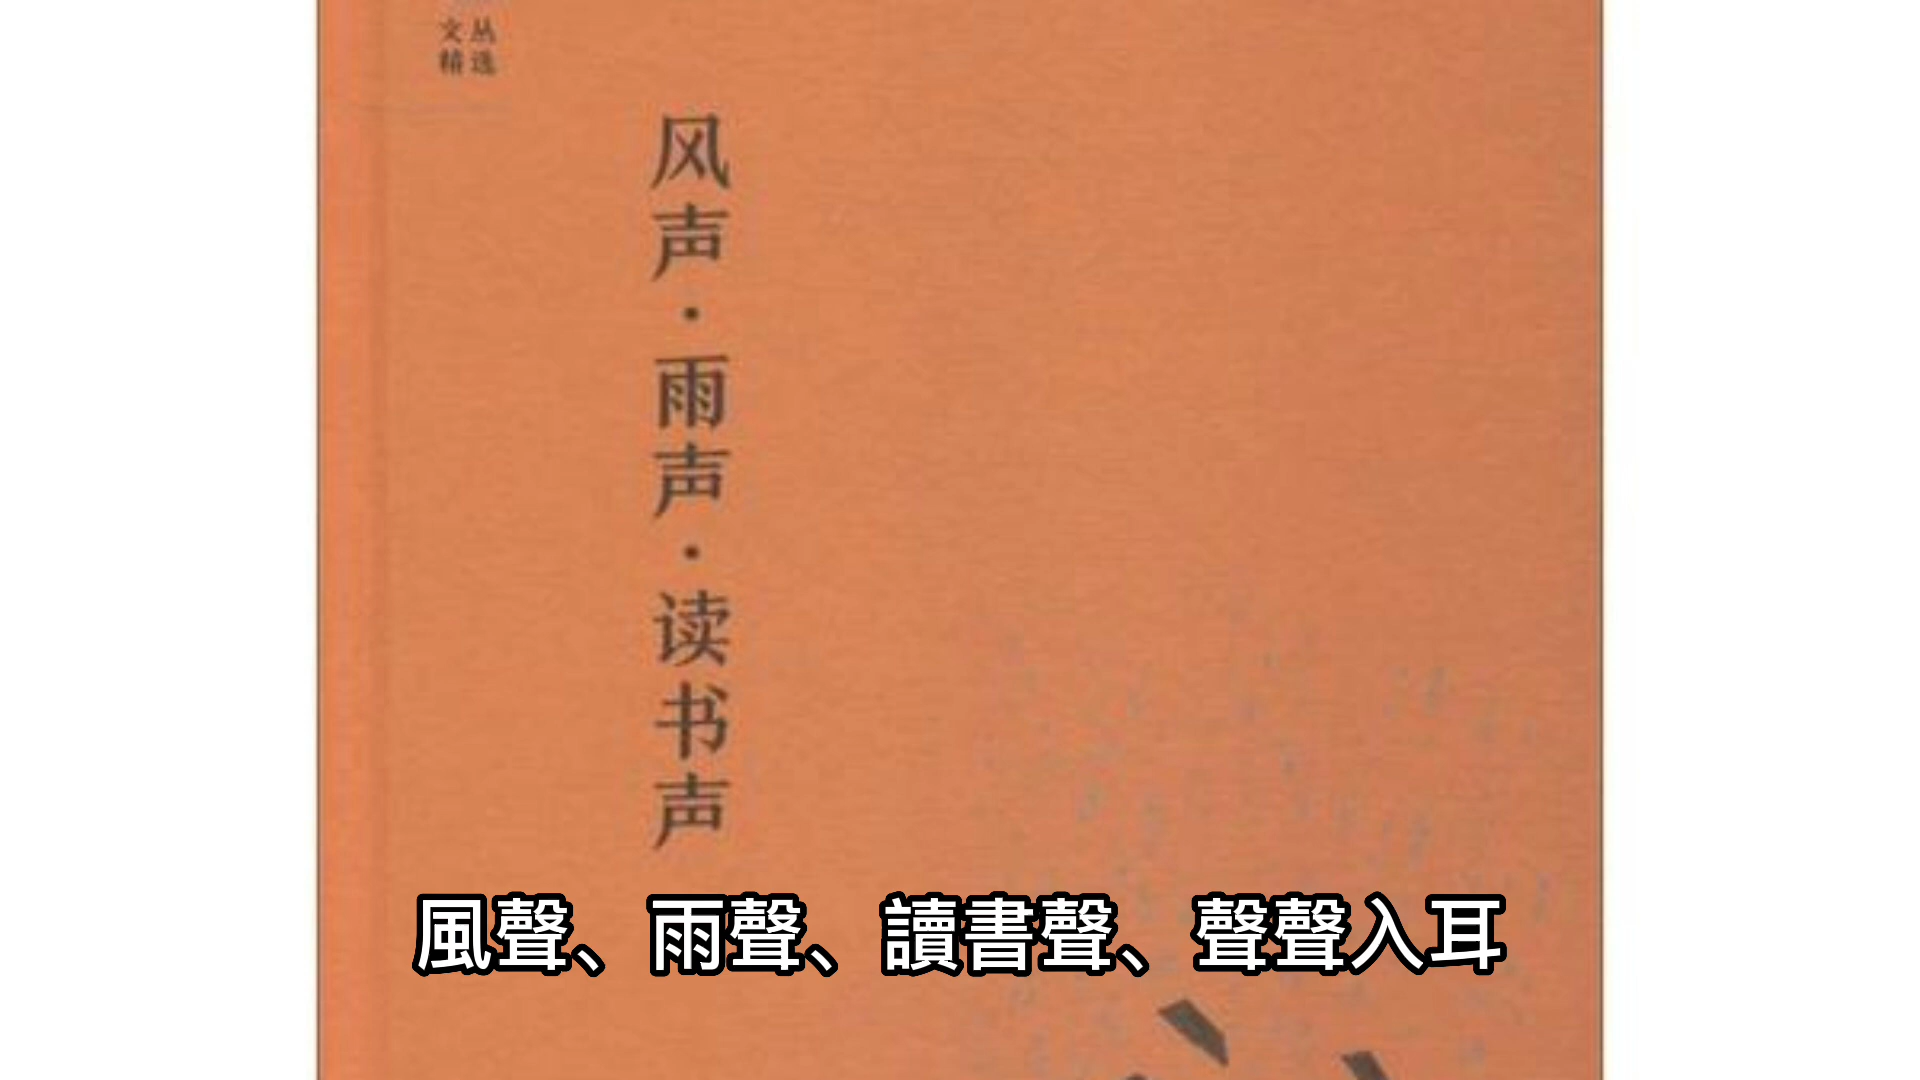 文丛
精选
风声·雨声·读书声
風聲、雨聲、讀書聲、聲聲入耳